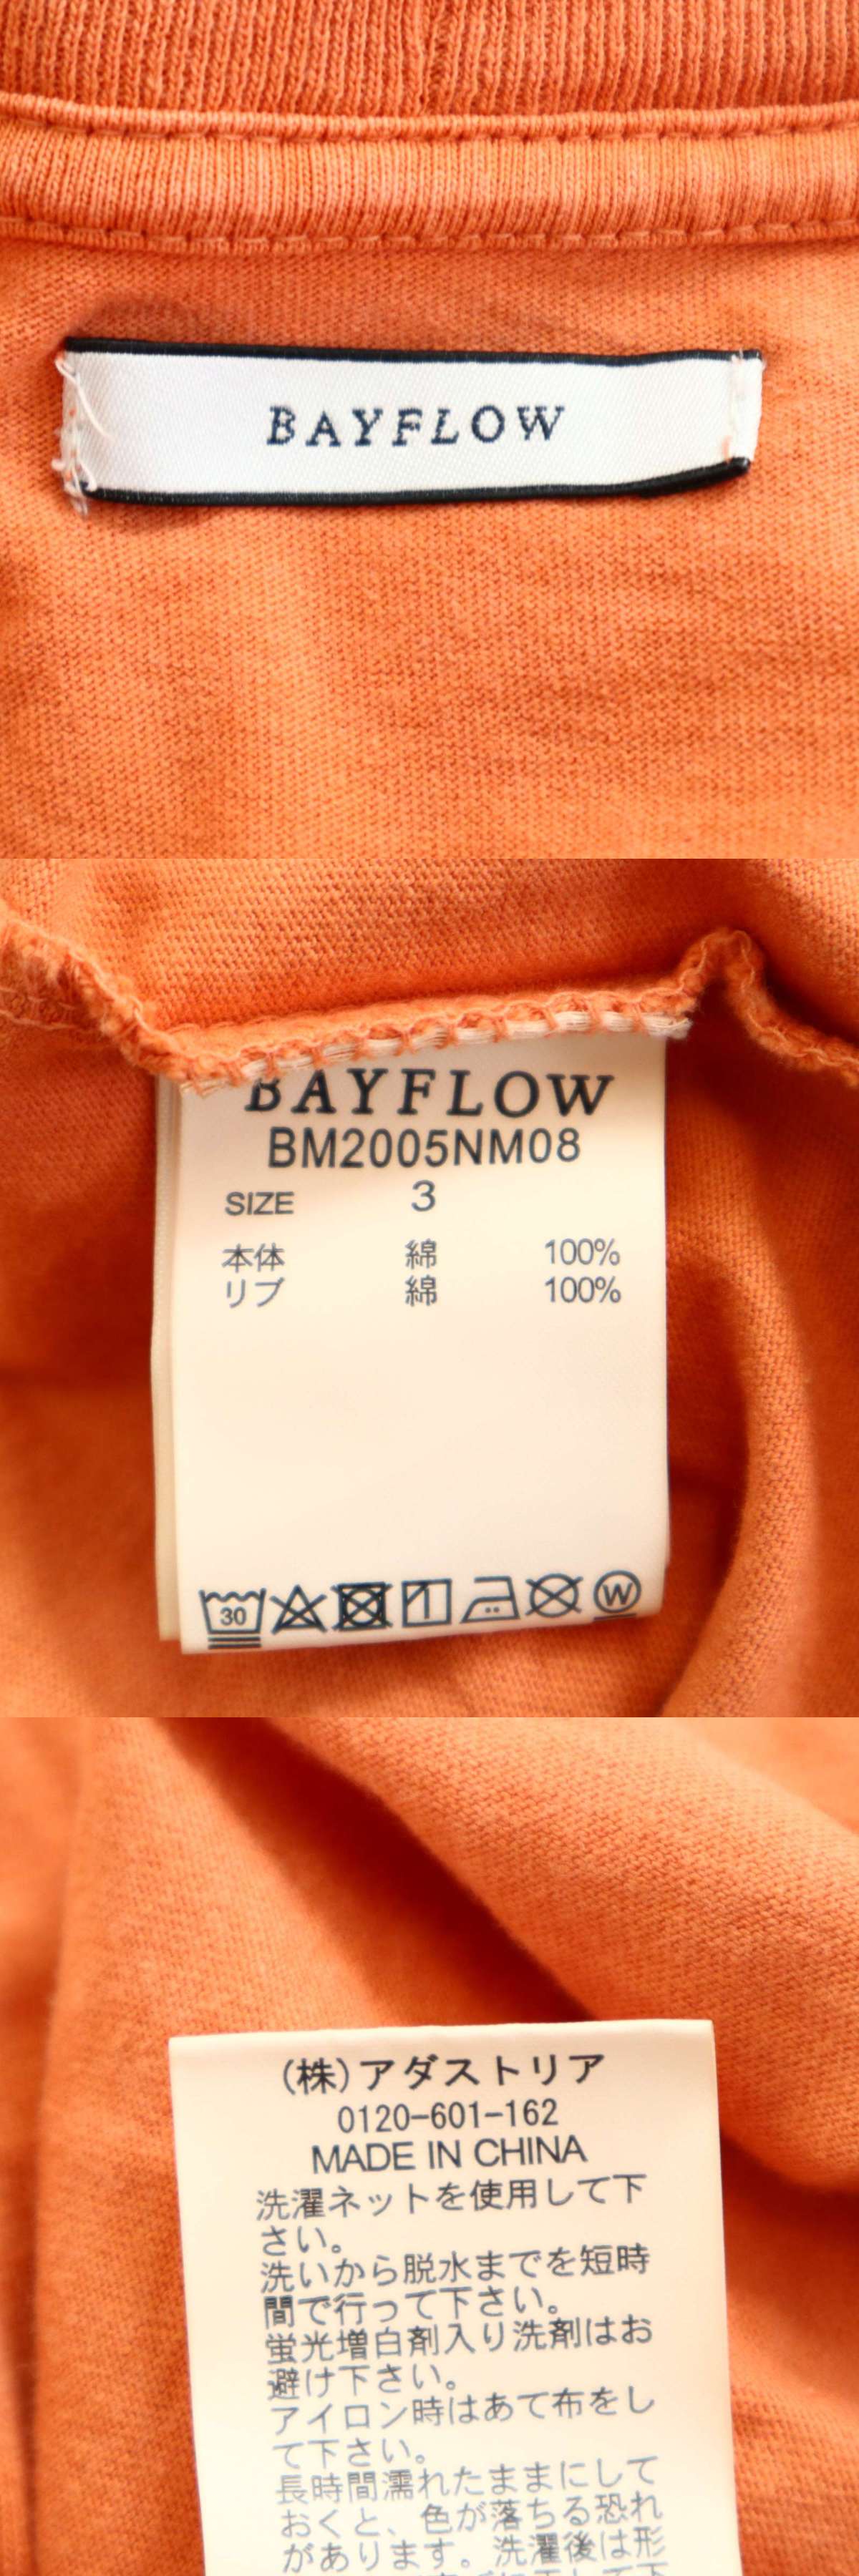 BAYFLOW
BAYFLOW
BM2005NM08
SIZE 3
本体 綿 100%
リブ 綿 100%
30 W
(株)アダストリア
0120-601-162
MADE IN CHINA
洗濯ネットを使用して下
さい。
洗いから脱水までを短時
間で行って下さい。
蛍光増白剤入り洗剤はお
避け下さい。
アイロン時はあて布をし
て下さい。
長時間濡れたままにして
おくと、色が落ちる恐れ
があります。洗濯後は形